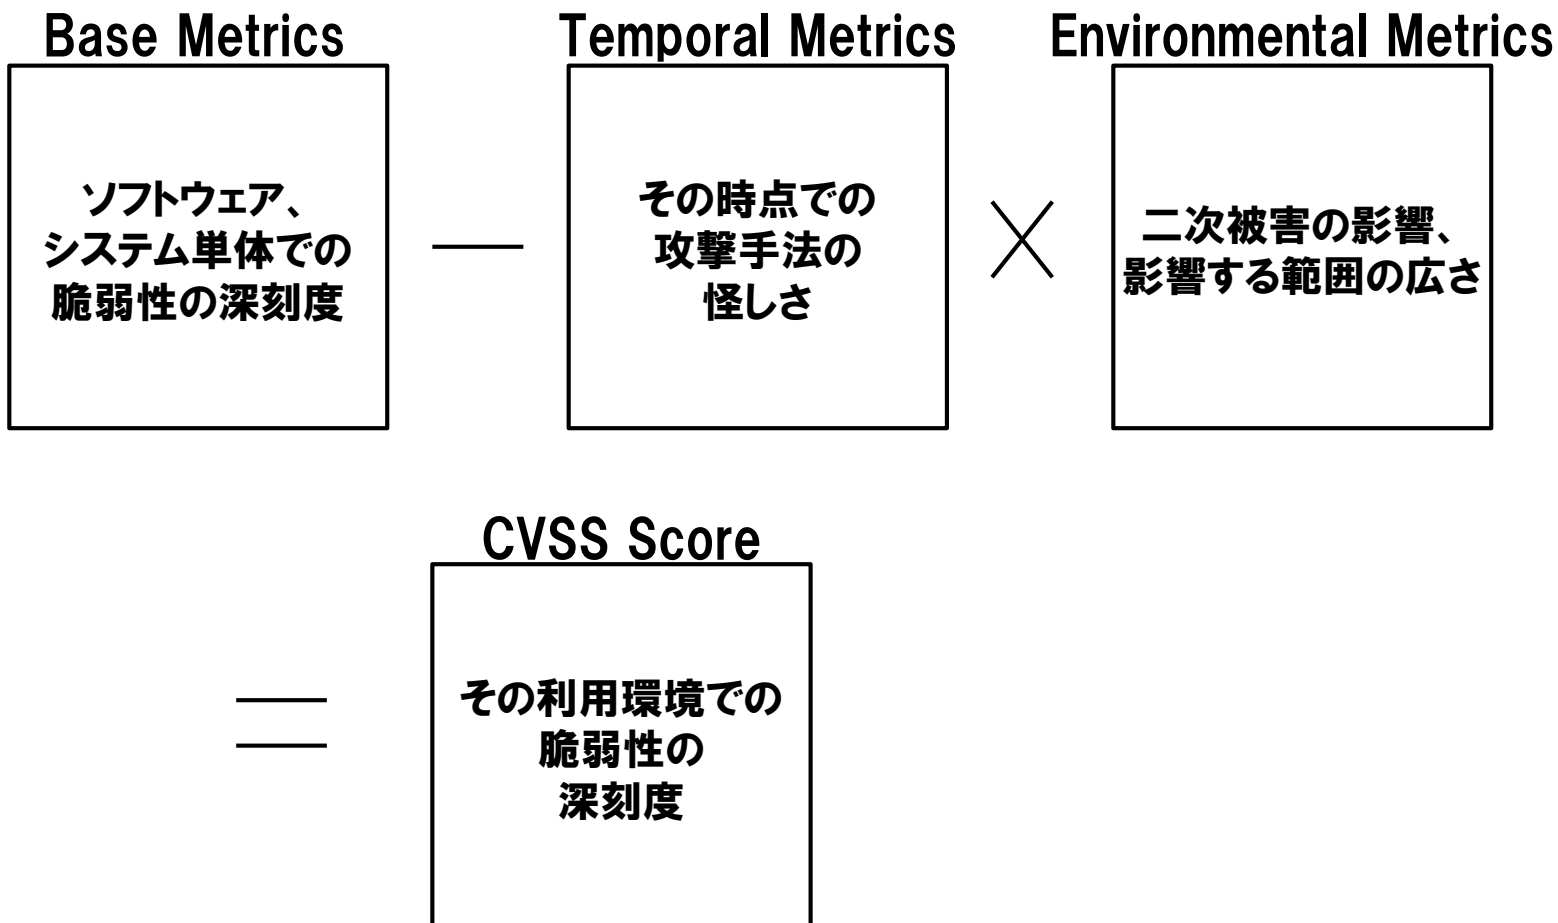 Base Metrics
Temporal Metrics
Environmental Metrics
ソフトウェア、
システム単体での
脆弱性の深刻度
その時点での
攻撃手法の
怪しさ
二次被害の影響、
影響する範囲の広さ
CVSS Score
その利用環境での
脆弱性の
深刻度